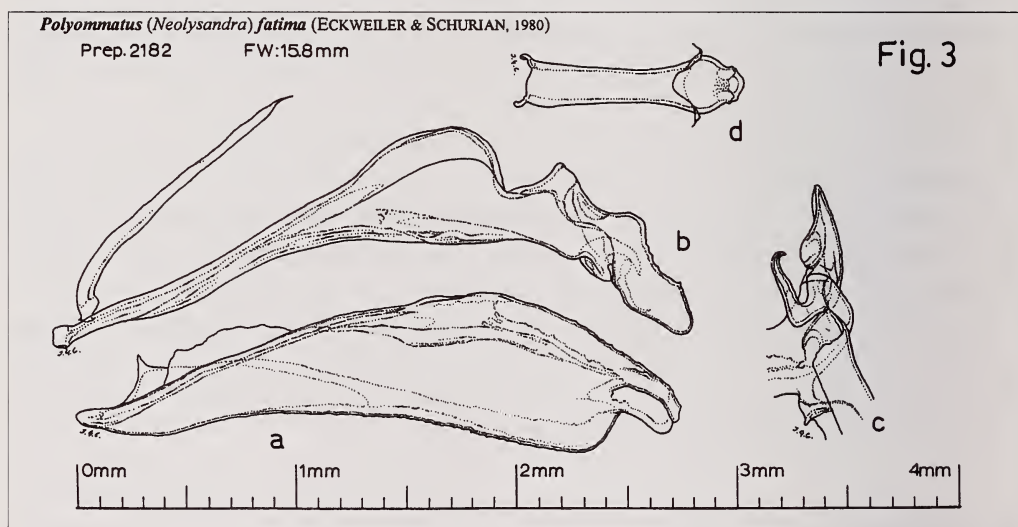 Polyommatus (Neolysandra) fatima (ECKWEILER & SCHURIAN, 1980)
Prep. 2182 FW:15.8mm
Fig. 3
d
b
a
c
0mm 1mm 2mm 3mm 4mm